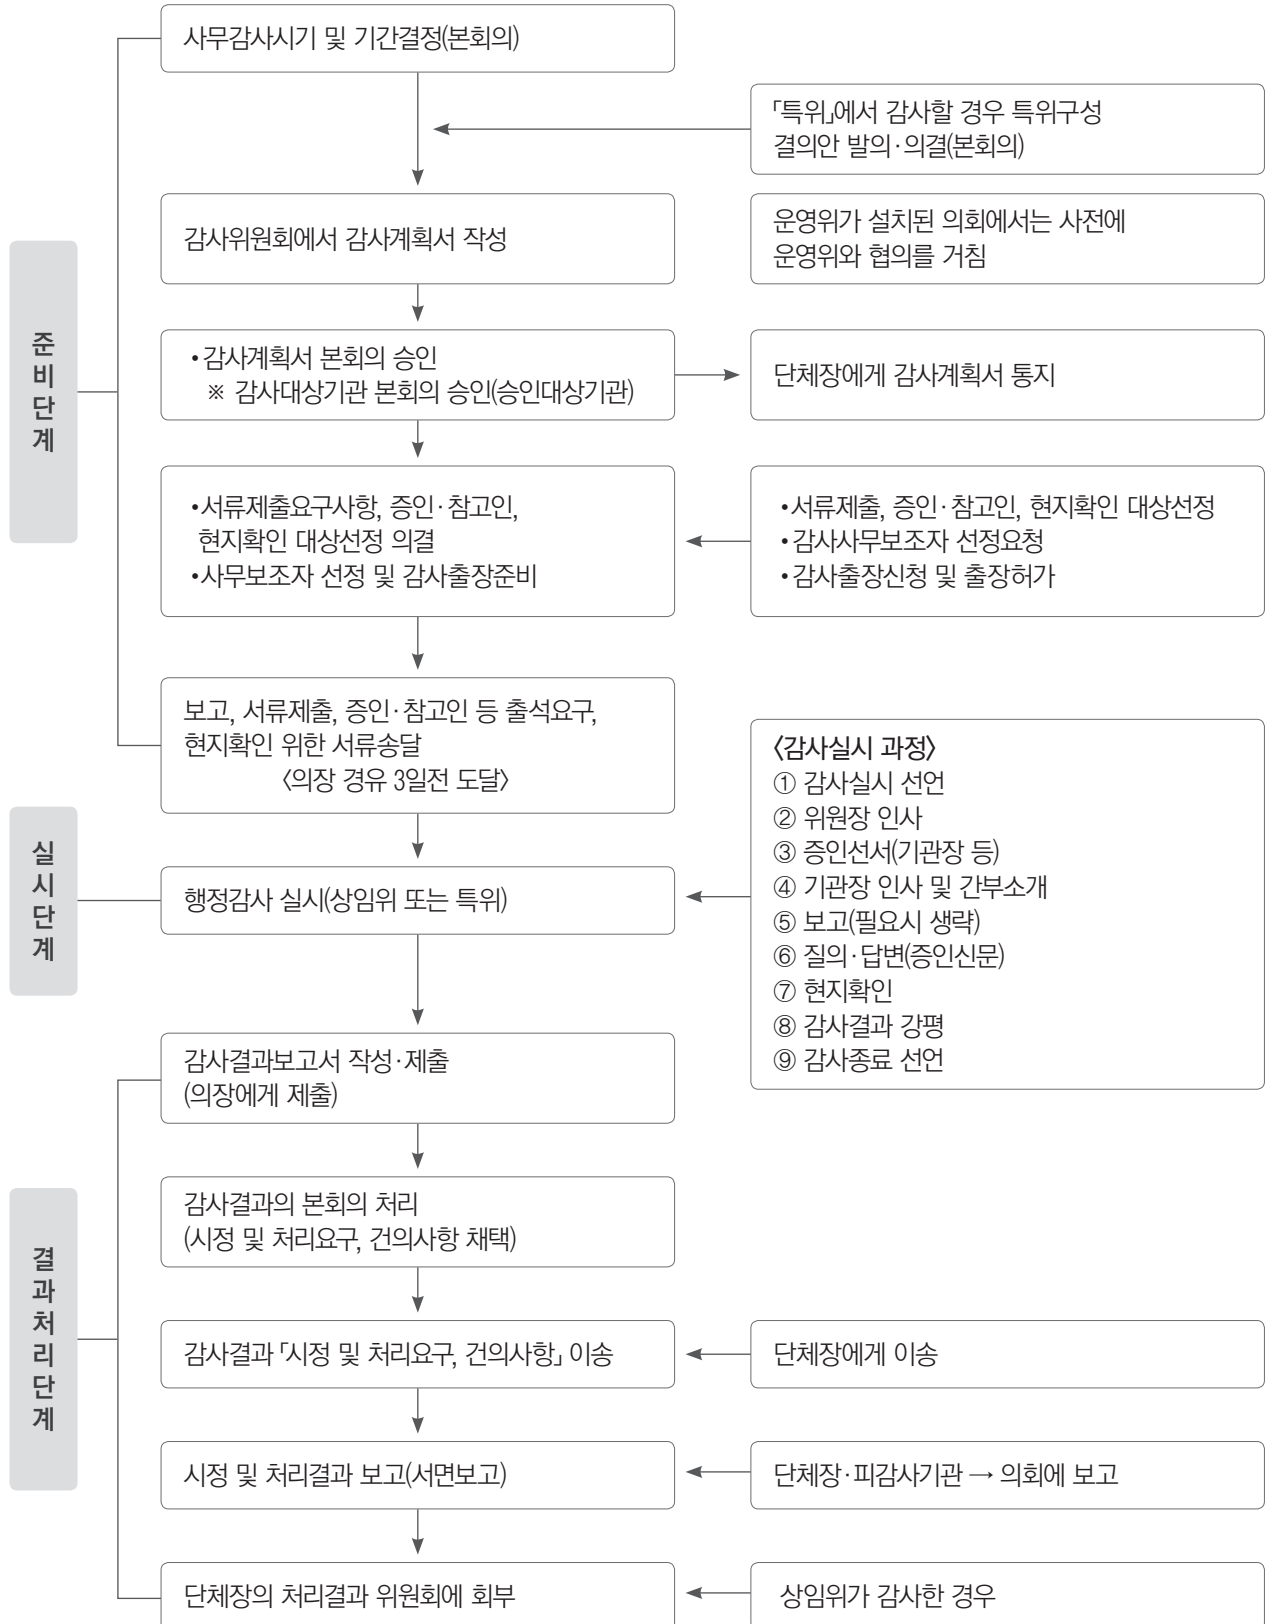 사무감사시기 및 기간결정(본회의)
「특위」에서 감사할 경우 특위구성
결의안 발의·의결(본회의)
감사위원회에서 감사계획서 작성
운영위가 설치된 의회에서는 사전에
운영위와 협의를 거침
준비단계
•감사계획서 본회의 승인
※ 감사대상기관 본회의 승인(승인대상기관)
단체장에게 감사계획서 통지
•서류제출요구사항, 증인·참고인,
현지확인 대상선정 의결
•사무보조자 선정 및 감사출장준비
•서류제출, 증인·참고인, 현지확인 대상선정
•감사사무보조자 선정요청
•감사출장신청 및 출장허가
보고, 서류제출, 증인·참고인 등 출석요구,
현지확인 위한 서류송달
〈의장 경유 3일전 도달〉
실시단계
행정감사 실시(상임위 또는 특위)
〈감사실시 과정〉
① 감사실시 선언
② 위원장 인사
③ 증인선서(기관장 등)
④ 기관장 인사 및 간부소개
⑤ 보고(필요시 생략)
⑥ 질의·답변(증인신문)
⑦ 현지확인
⑧ 감사결과 강평
⑨ 감사종료 선언
감사결과보고서 작성·제출
(의장에게 제출)
결과처리단계
감사결과의 본회의 처리
(시정 및 처리요구, 건의사항 채택)
감사결과 「시정 및 처리요구, 건의사항」 이송
단체장에게 이송
시정 및 처리결과 보고(서면보고)
단체장·피감사기관 → 의회에 보고
단체장의 처리결과 위원회에 회부
상임위가 감사한 경우